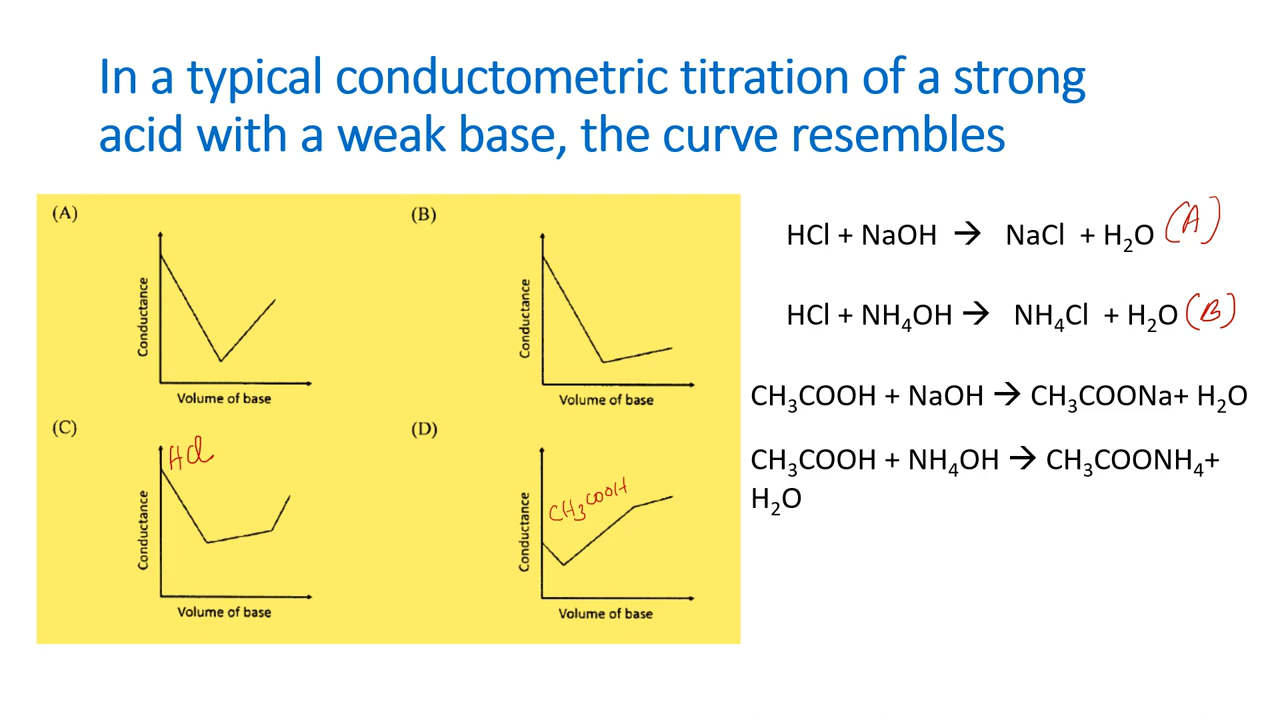 In a typical conductometric titration of a strong
acid with a weak base, the curve resembles
(A)
Conductance
Volume of base
(B)
Conductance
Volume of base
(C)
HCl
Conductance
Volume of base
(D)
CH₃COOH
Conductance
Volume of base
HCl + NaOH → NaCl + H₂O (A)
HCl + NH₄OH → NH₄Cl + H₂O (B)
CH₃COOH + NaOH → CH₃COONa+ H₂O
CH₃COOH + NH₄OH → CH₃COONH₄+
H₂O